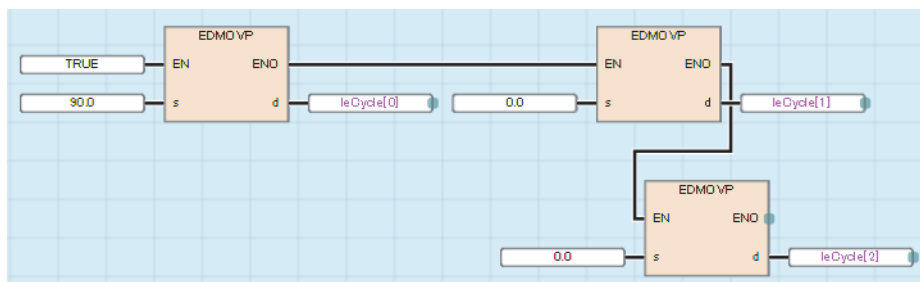 EDMOVP EDMOVP
TRUE EN ENO EN ENO
90.0 s d leCycle[0] 0.0 s d leCycle[1]
EDMOVP
EN ENO
0.0 s d leCycle[2]